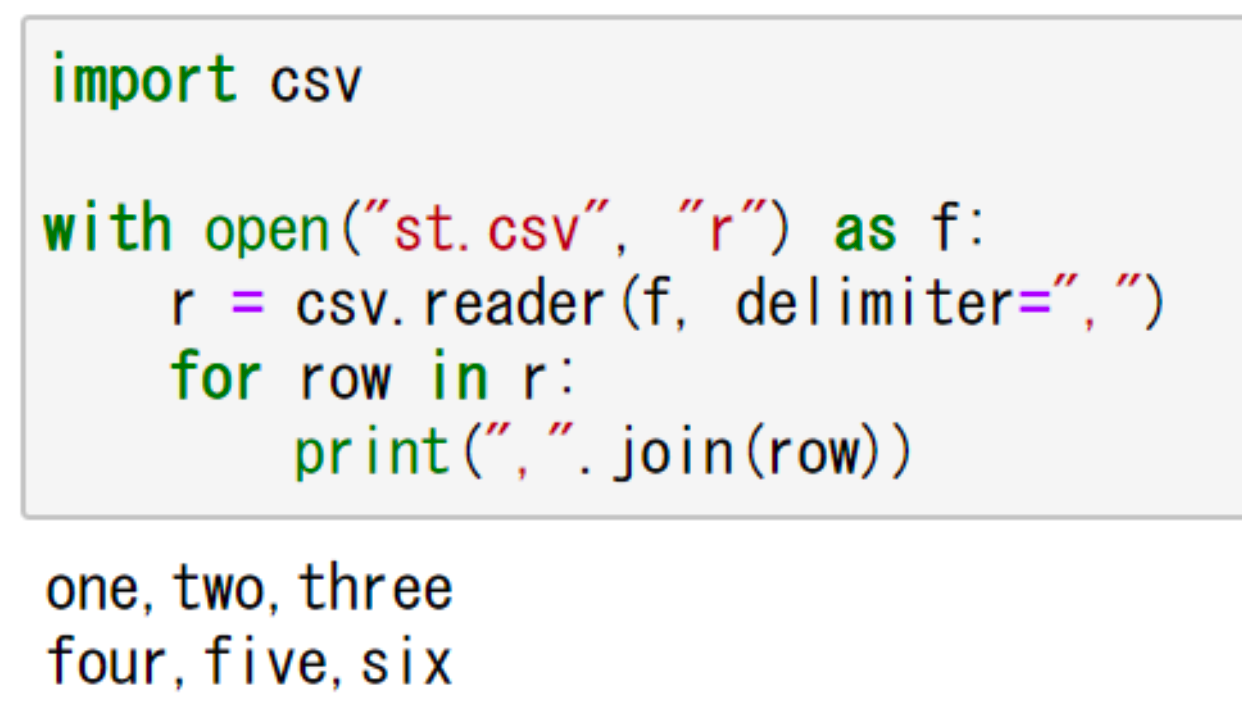 import csv

with open("st.csv", "r") as f:
    r = csv.reader(f, delimiter=",")
    for row in r:
        print(",".join(row))

one,two,three
four,five,six